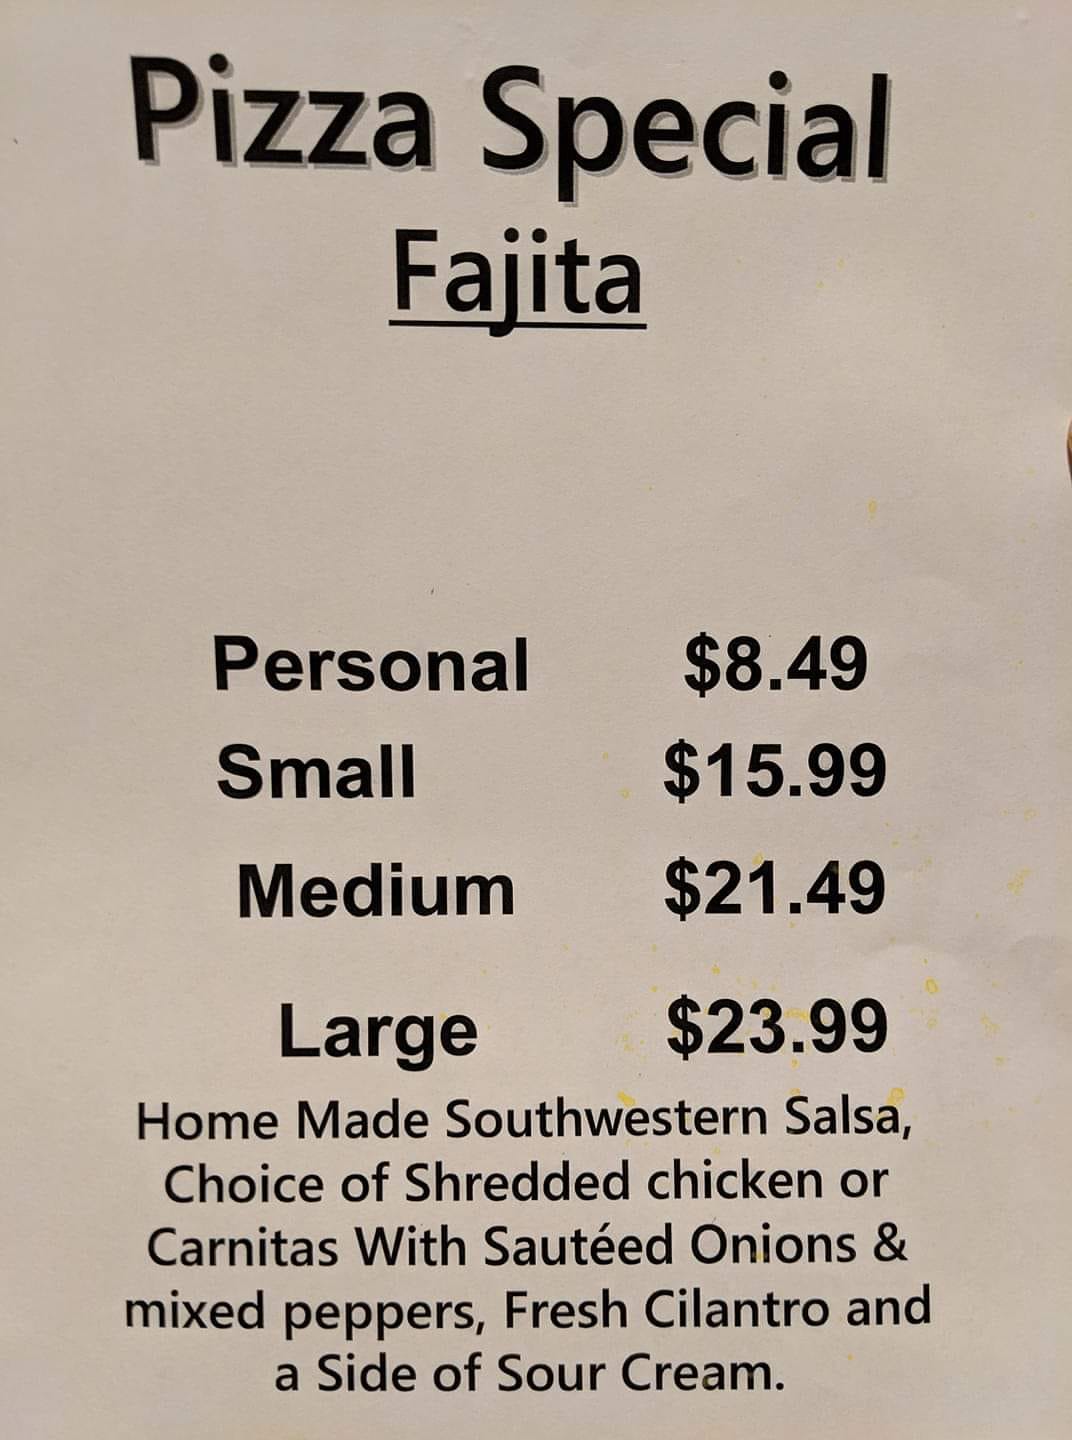 Pizza Special
Fajita
Personal $8.49
Small $15.99
Medium $21.49
Large $23.99
Home Made Southwestern Salsa,
Choice of Shredded chicken or
Carnitas With Sautéed Onions &
mixed peppers, Fresh Cilantro and
a Side of Sour Cream.